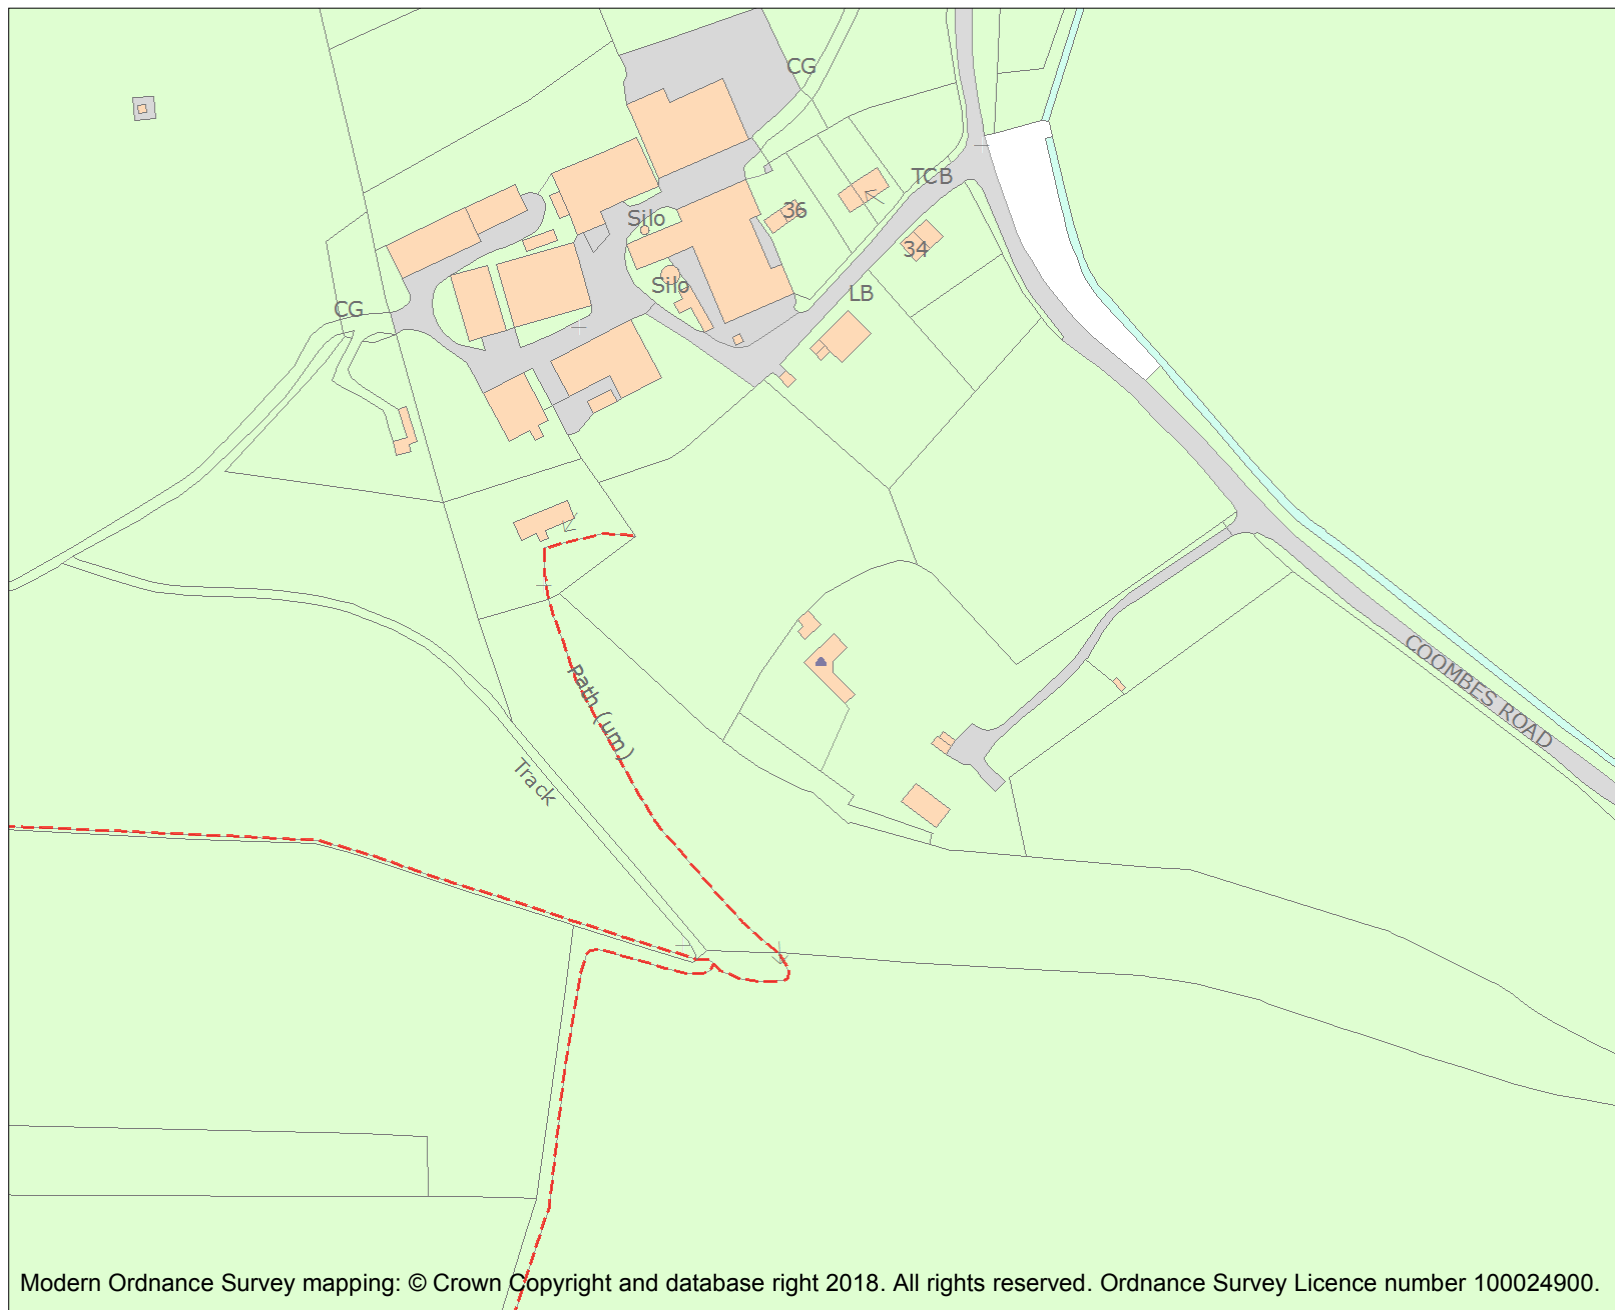 CG
TCB
36
Silo
34
Silo
LB
CG
COOMBES ROAD
Path (um)
Track
Modern Ordnance Survey mapping: © Crown Copyright and database right 2018. All rights reserved. Ordnance Survey Licence number 100024900.